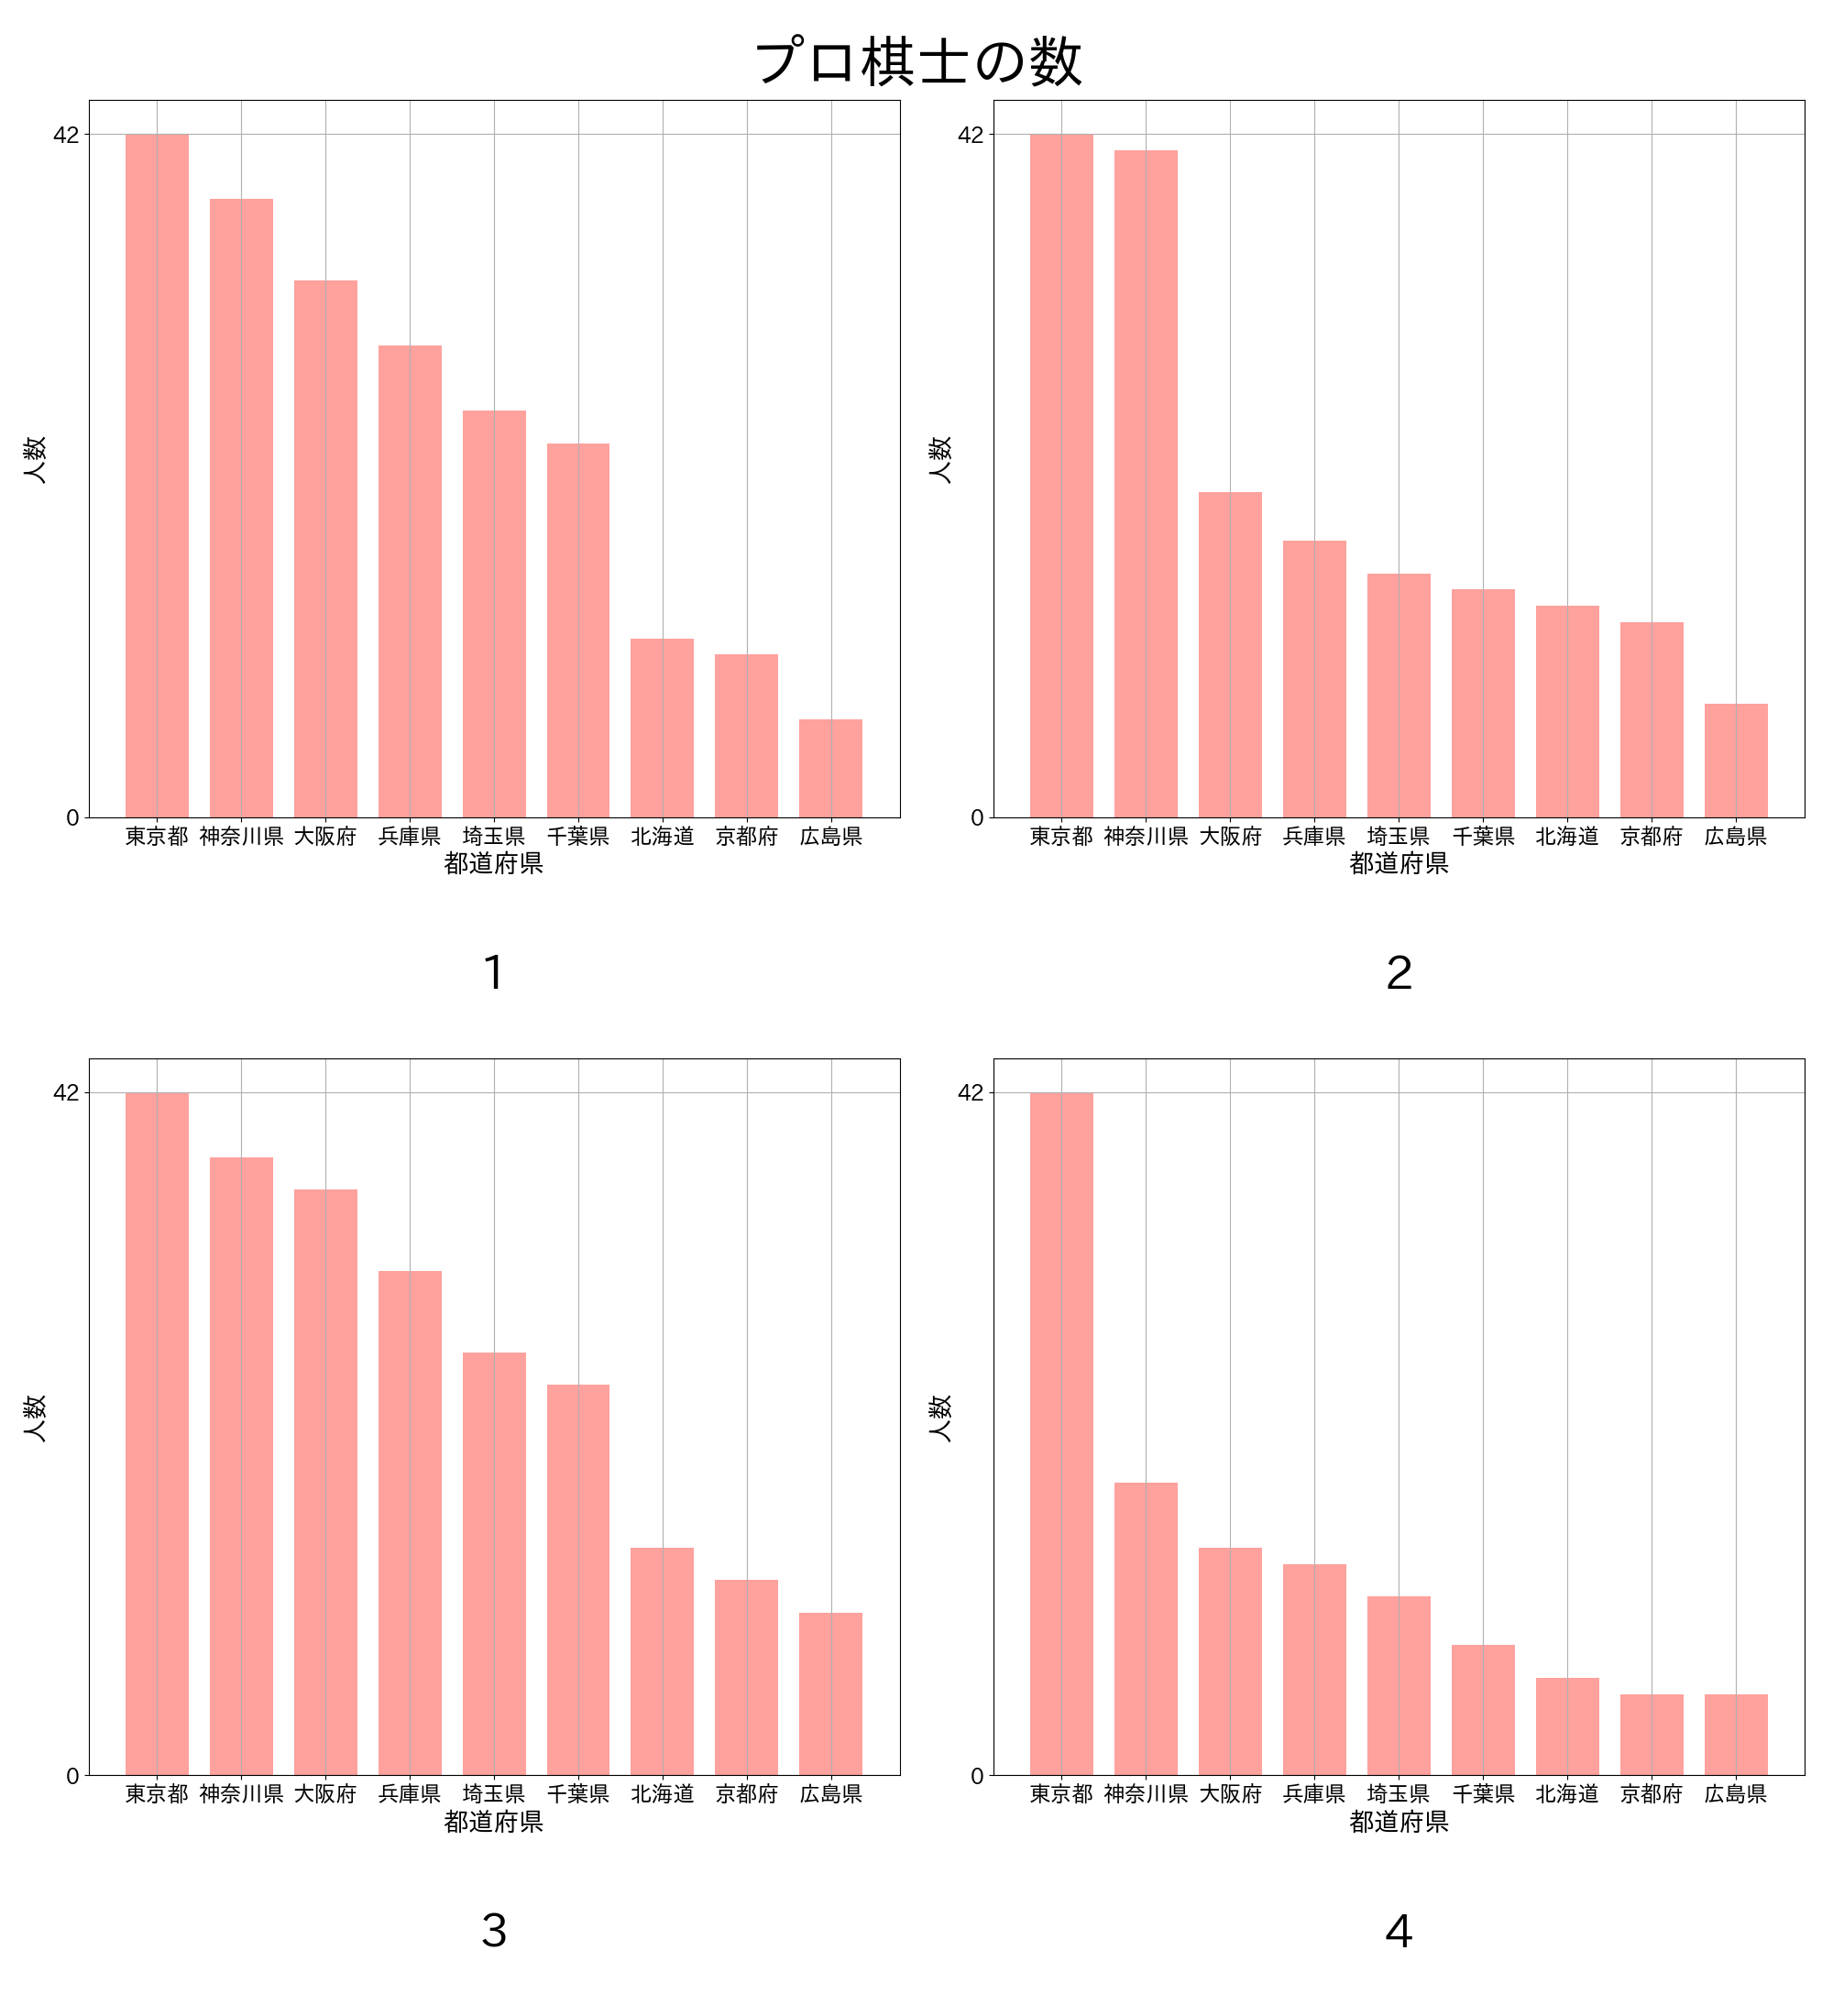 プロ棋士の数
42
0
人数
東京都 神奈川県 大阪府 兵庫県 埼玉県 千葉県 北海道 京都府 広島県
都道府県
1
42
0
人数
東京都 神奈川県 大阪府 兵庫県 埼玉県 千葉県 北海道 京都府 広島県
都道府県
2
42
0
人数
東京都 神奈川県 大阪府 兵庫県 埼玉県 千葉県 北海道 京都府 広島県
都道府県
3
42
0
人数
東京都 神奈川県 大阪府 兵庫県 埼玉県 千葉県 北海道 京都府 広島県
都道府県
4